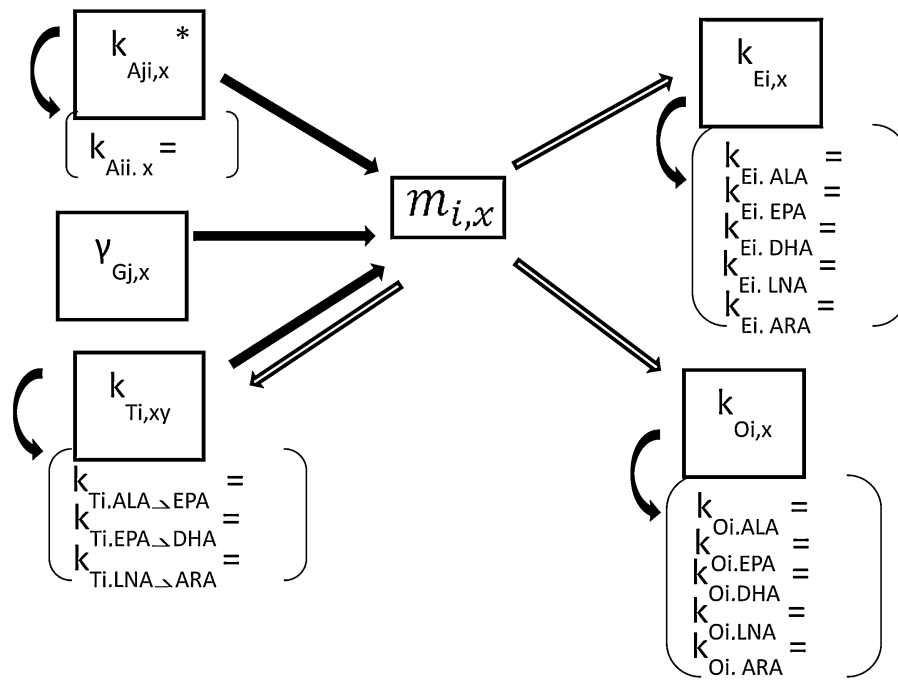 k Aji,x *
k Aii. x =
γ Gj,x
k Ti,xy
k Ti.ALA⇀EPA =
k Ti.EPA⇀DHA =
k Ti.LNA⇀ARA =
m i,x
k Ei,x
k Ei. ALA =
k Ei. EPA =
k Ei. DHA =
k Ei. LNA =
k Ei. ARA =
k Oi,x
k Oi.ALA =
k Oi.EPA =
k Oi.DHA =
k Oi.LNA =
k Oi. ARA =